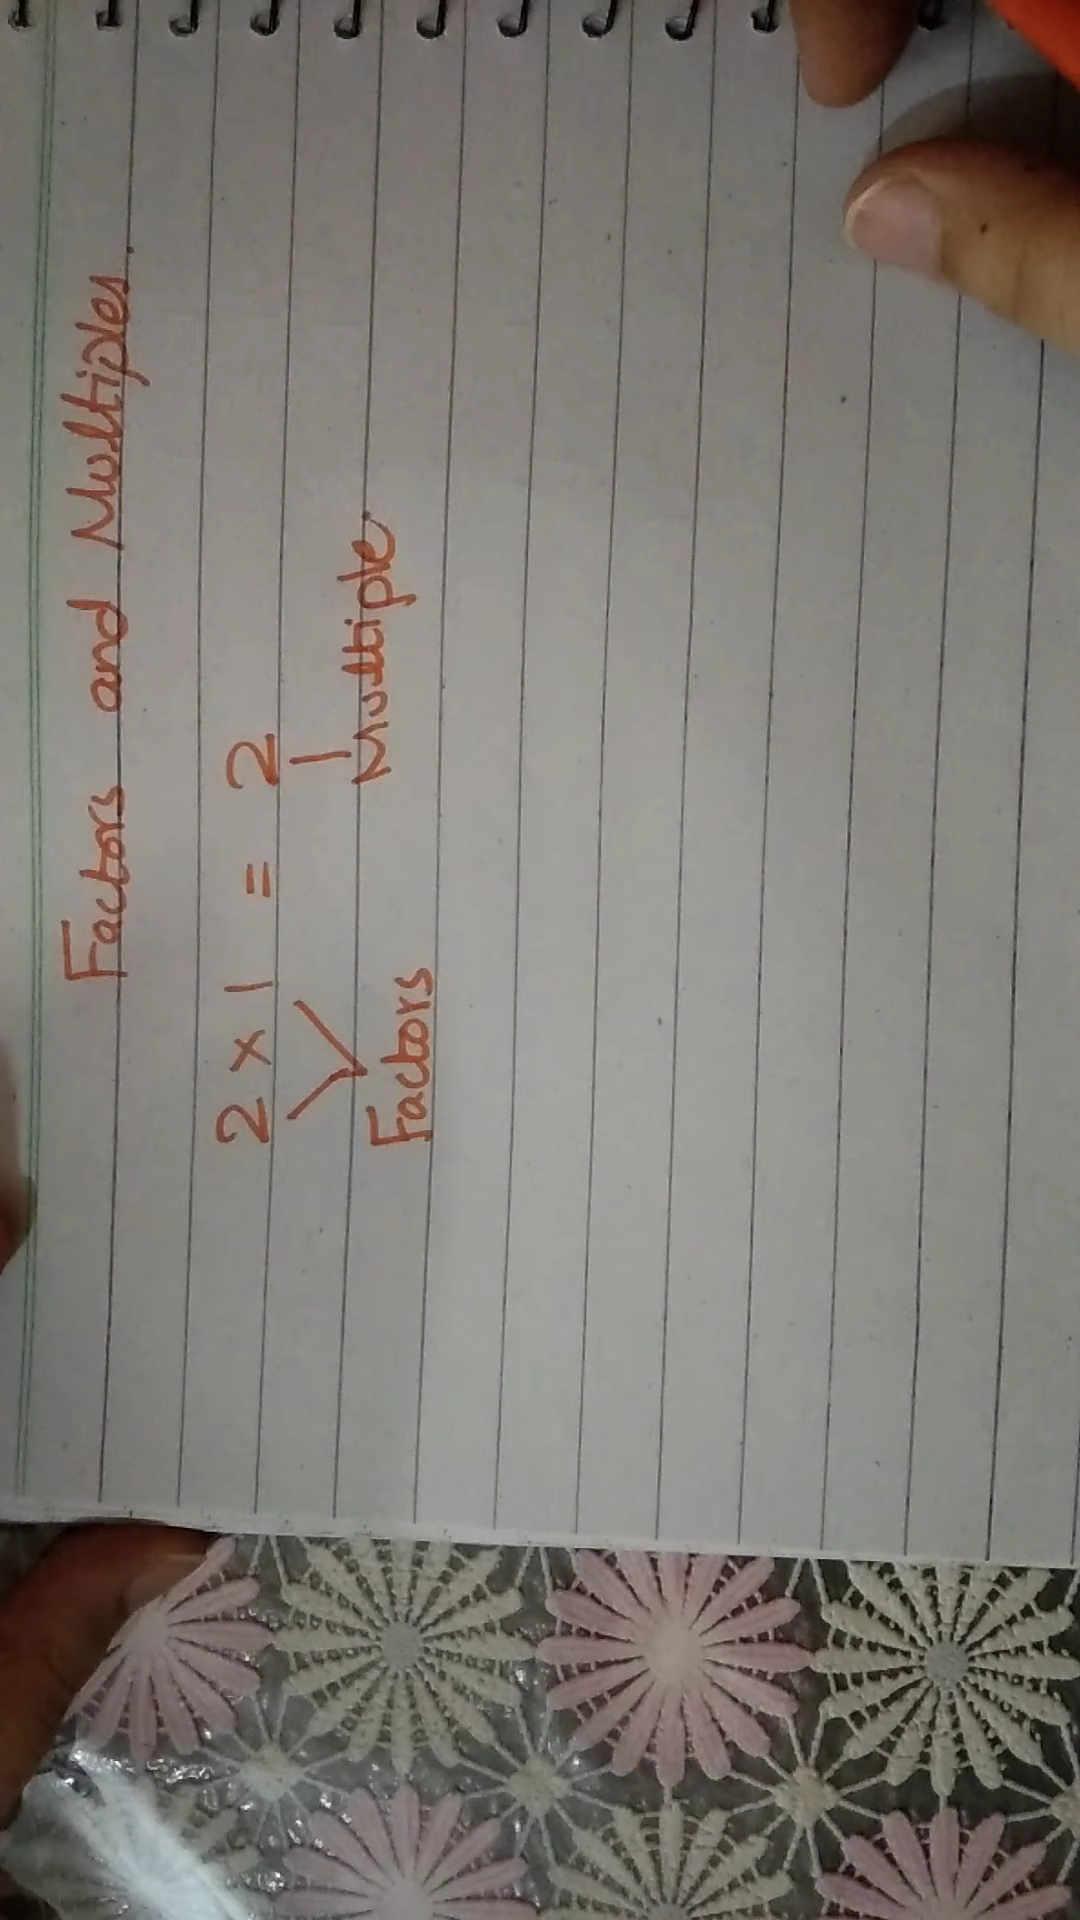 Factors and Multiples.
2 x 1 = 2
Factors Multiple.